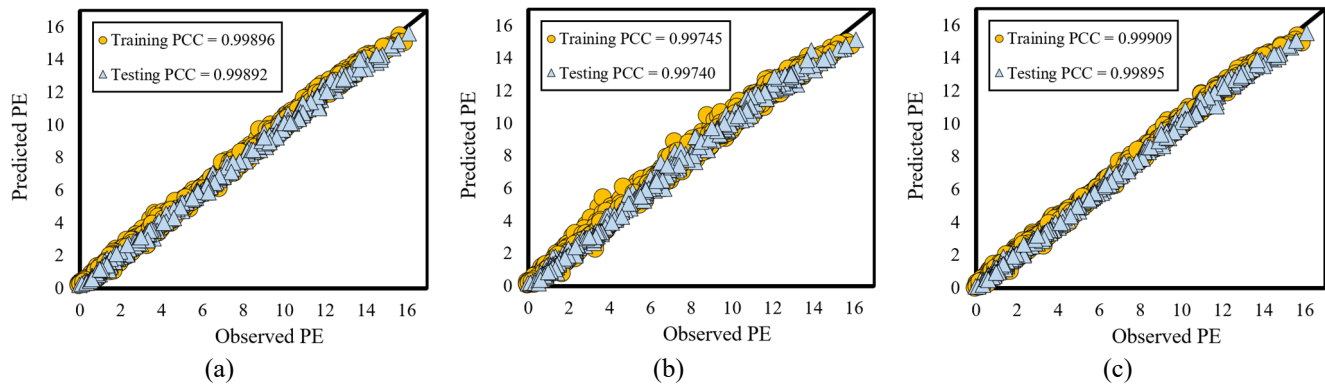 16
14
12
10
8
6
4
2
0
Predicted PE
Training PCC = 0.99896
Testing PCC = 0.99892
0 2 4 6 8 10 12 14 16
Observed PE
(a)
16
14
12
10
8
6
4
2
0
Predicted PE
Training PCC = 0.99745
Testing PCC = 0.99740
0 2 4 6 8 10 12 14 16
Observed PE
(b)
16
14
12
10
8
6
4
2
0
Predicted PE
Training PCC = 0.99909
Testing PCC = 0.99895
0 2 4 6 8 10 12 14 16
Observed PE
(c)